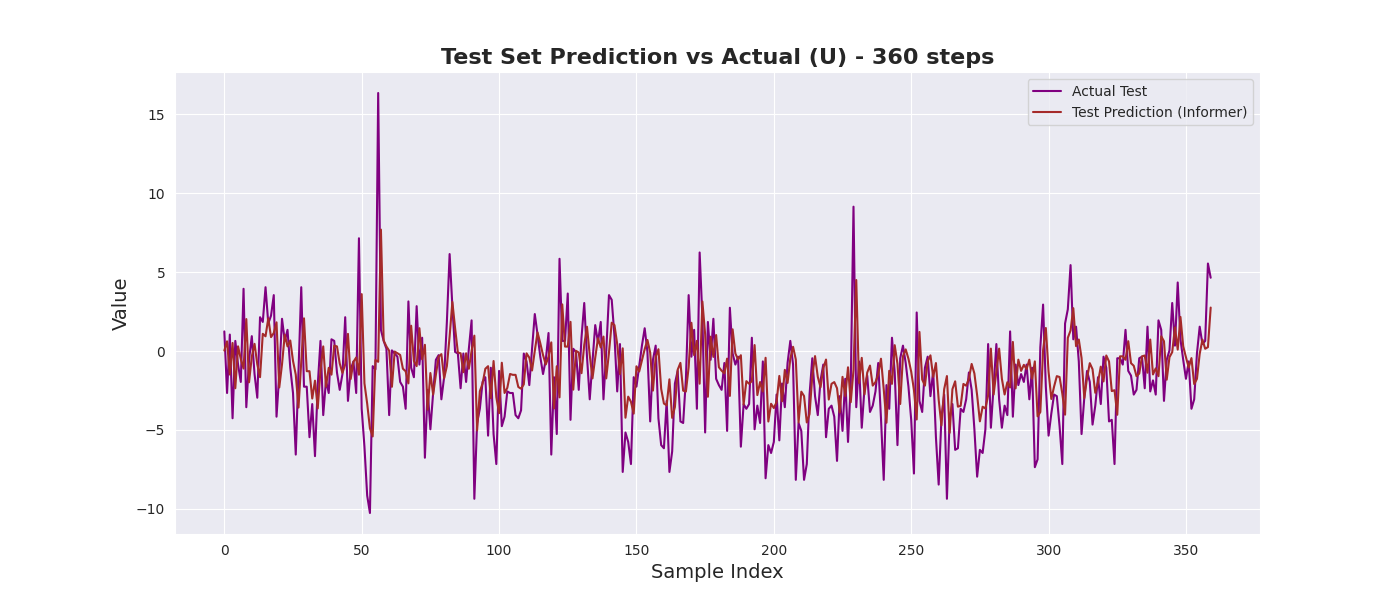 Test Set Prediction vs Actual (U) - 360 steps
Actual Test
Test Prediction (Informer)
Value
15
10
5
0
−5
−10
0 50 100 150 200 250 300 350
Sample Index